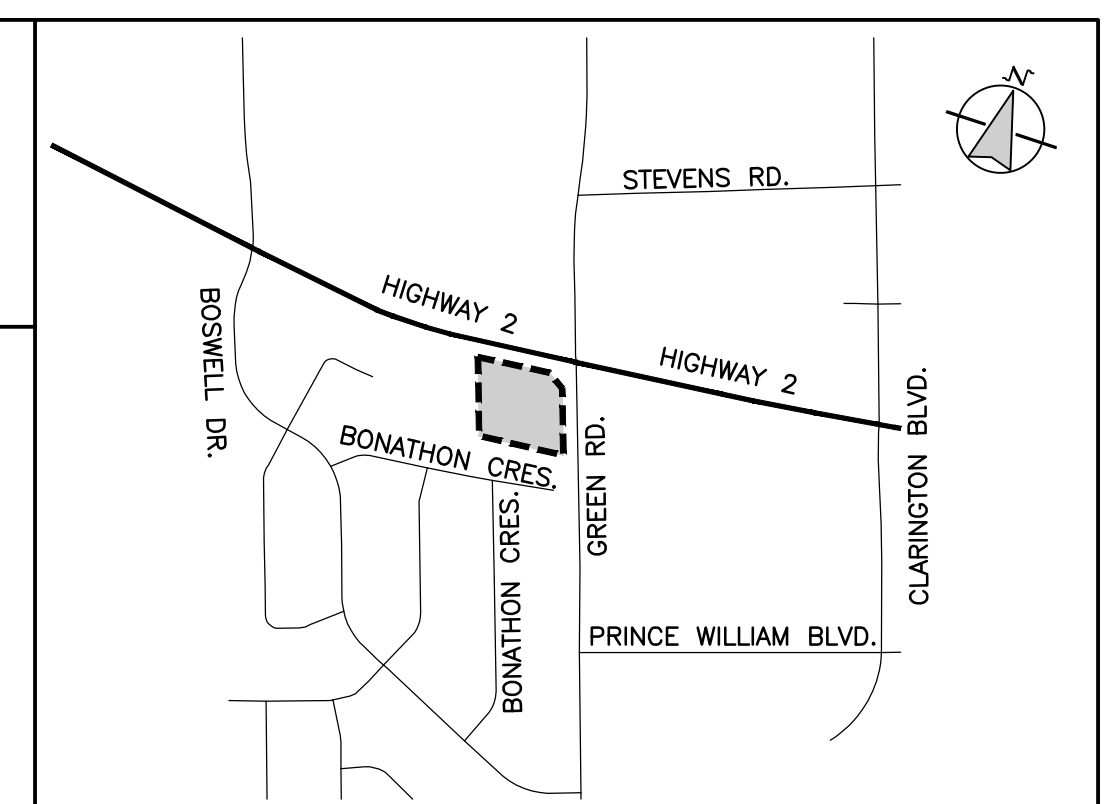 N
STEVENS RD.
HIGHWAY 2
BOSWELL DR.
HIGHWAY 2
CLARINGTON BLVD.
BONATHON CRES.
GREEN RD.
BONATHON CRES.
PRINCE WILLIAM BLVD.